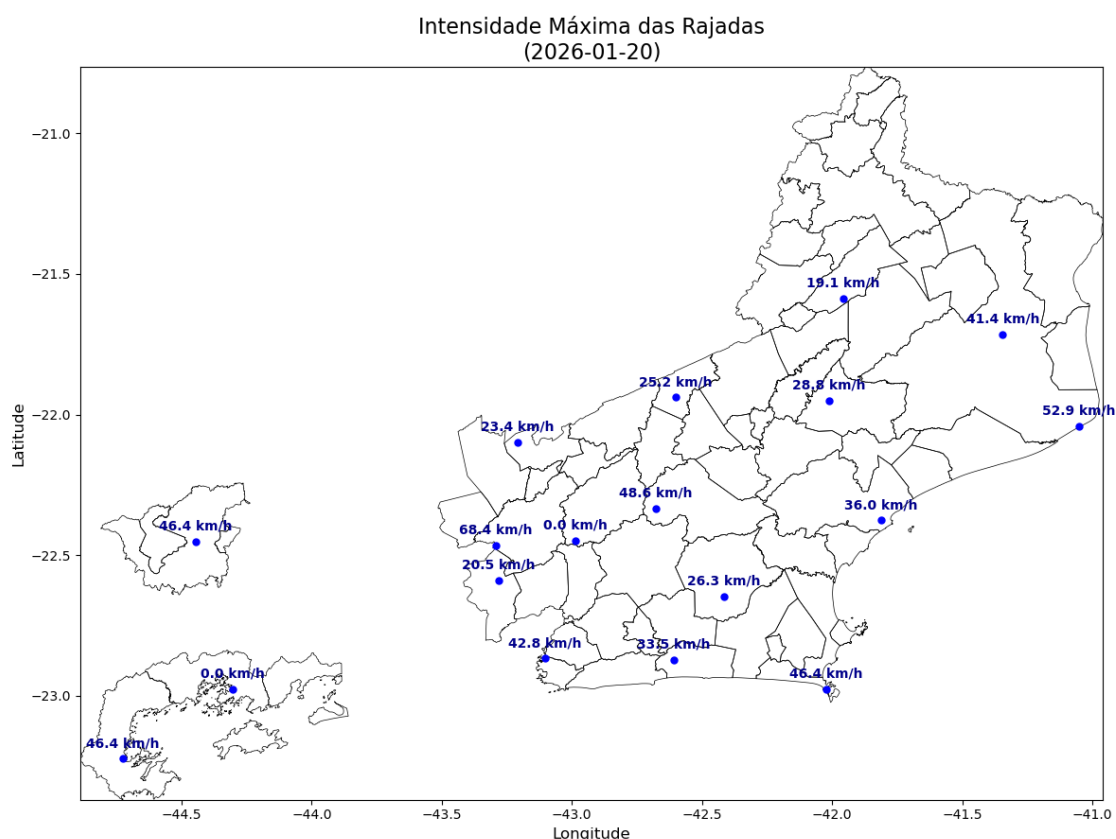 Intensidade Máxima das Rajadas
(2026-01-20)
Latitude
−21.0
−21.5
−22.0
−22.5
−23.0
19.1 km/h
41.4 km/h
25.2 km/h
28.8 km/h
52.9 km/h
23.4 km/h
48.6 km/h
36.0 km/h
46.4 km/h
68.4 km/h
0.0 km/h
20.5 km/h
26.3 km/h
42.8 km/h
33.5 km/h
0.0 km/h
46.4 km/h
46.4 km/h
−44.5
−44.0
−43.5
−43.0
−42.5
−42.0
−41.5
−41.0
Longitude